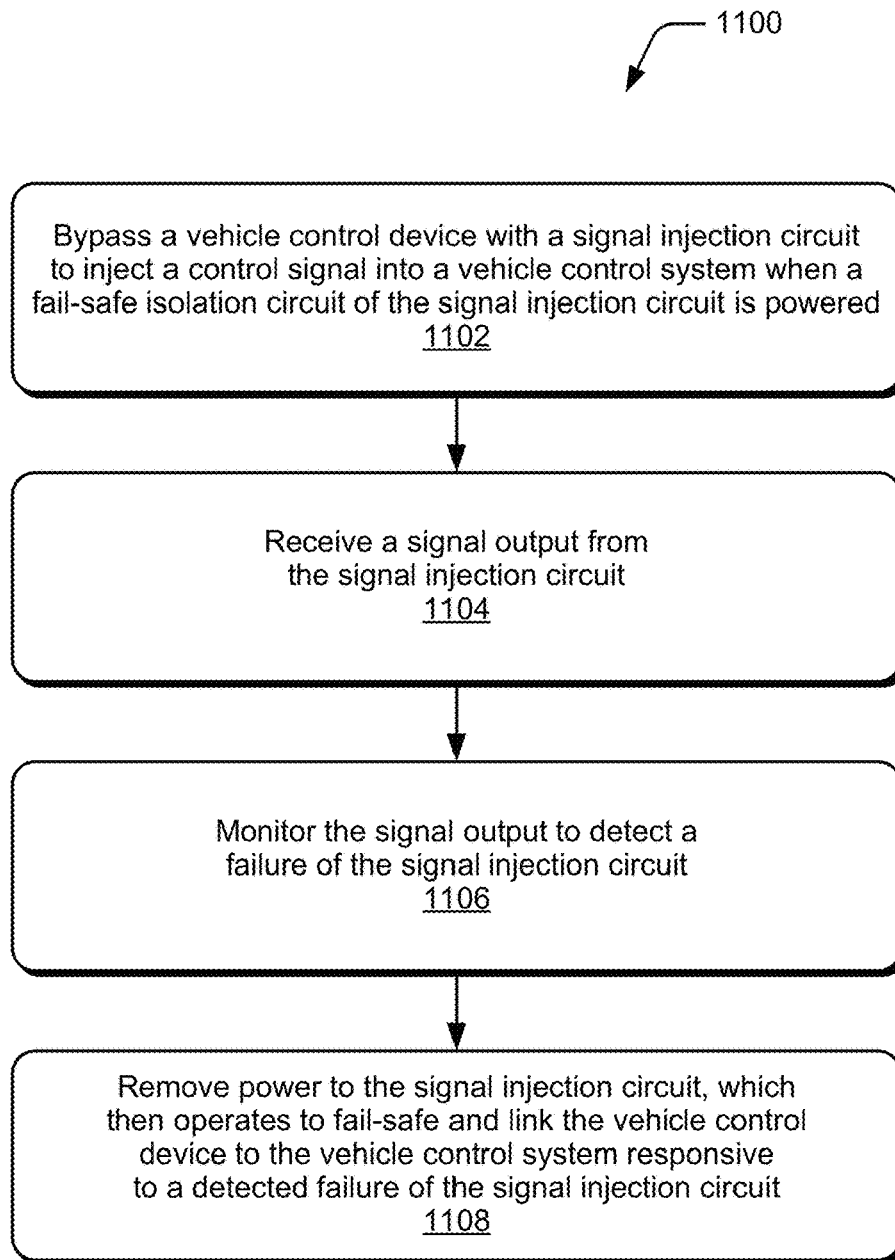 1100
Bypass a vehicle control device with a signal injection circuit
to inject a control signal into a vehicle control system when a
fail-safe isolation circuit of the signal injection circuit is powered
1102
Receive a signal output from
the signal injection circuit
1104
Monitor the signal output to detect a
failure of the signal injection circuit
1106
Remove power to the signal injection circuit, which
then operates to fail-safe and link the vehicle control
device to the vehicle control system responsive
to a detected failure of the signal injection circuit
1108